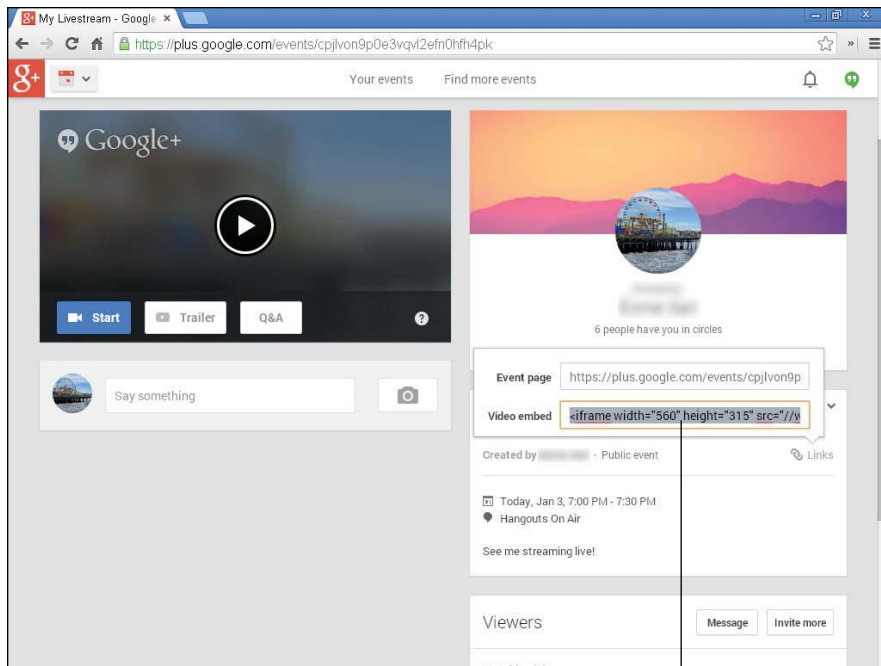 My Livestream - Google
https://plus.google.com/events/cpjlvon9p0e3vqvl2efn0hfh4pk
g+
Your events Find more events
Google+
Start Trailer Q&A ?
6 people have you in circles
Say something
Event page https://plus.google.com/events/cpjlvon9p
Video embed <iframe width="560" height="315" src="//
Created by · Public event Links
31 Today, Jan 3, 7:00 PM - 7:30 PM
Hangouts On Air
See me streaming live!
Viewers Message Invite more